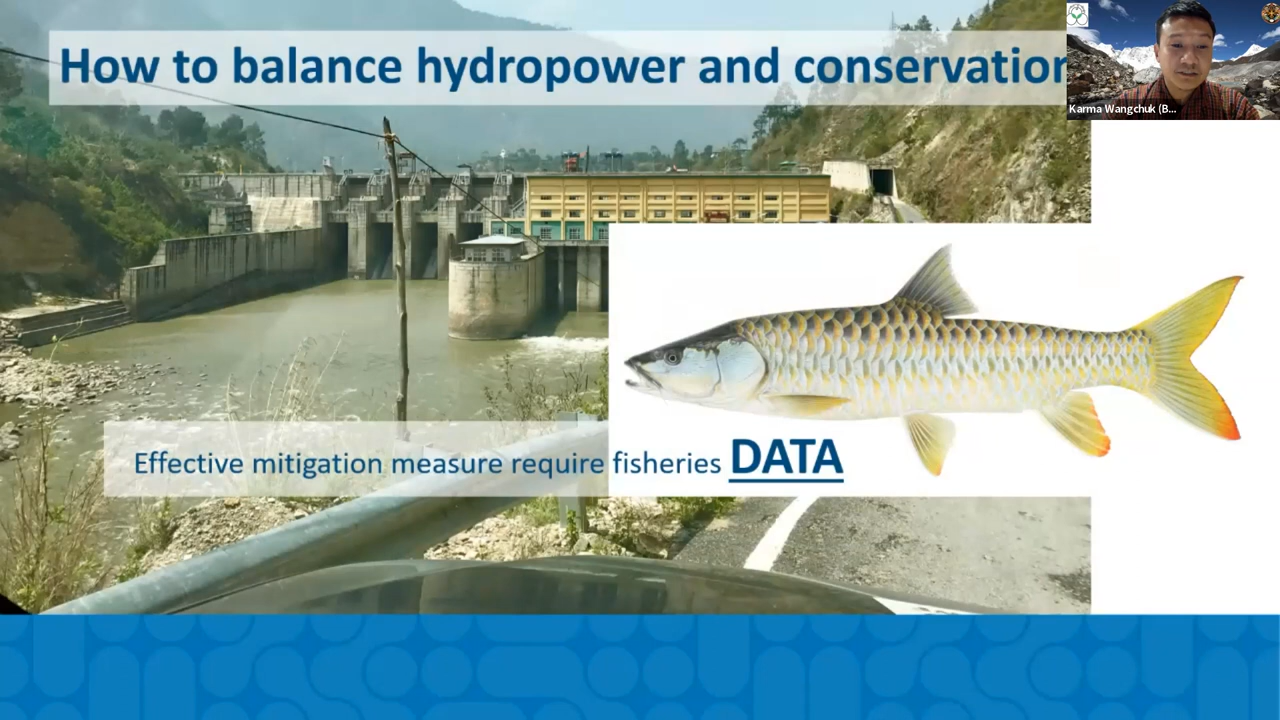 How to balance hydropower and conservation
Karma Wangchuk (B...
Effective mitigation measure require fisheries DATA